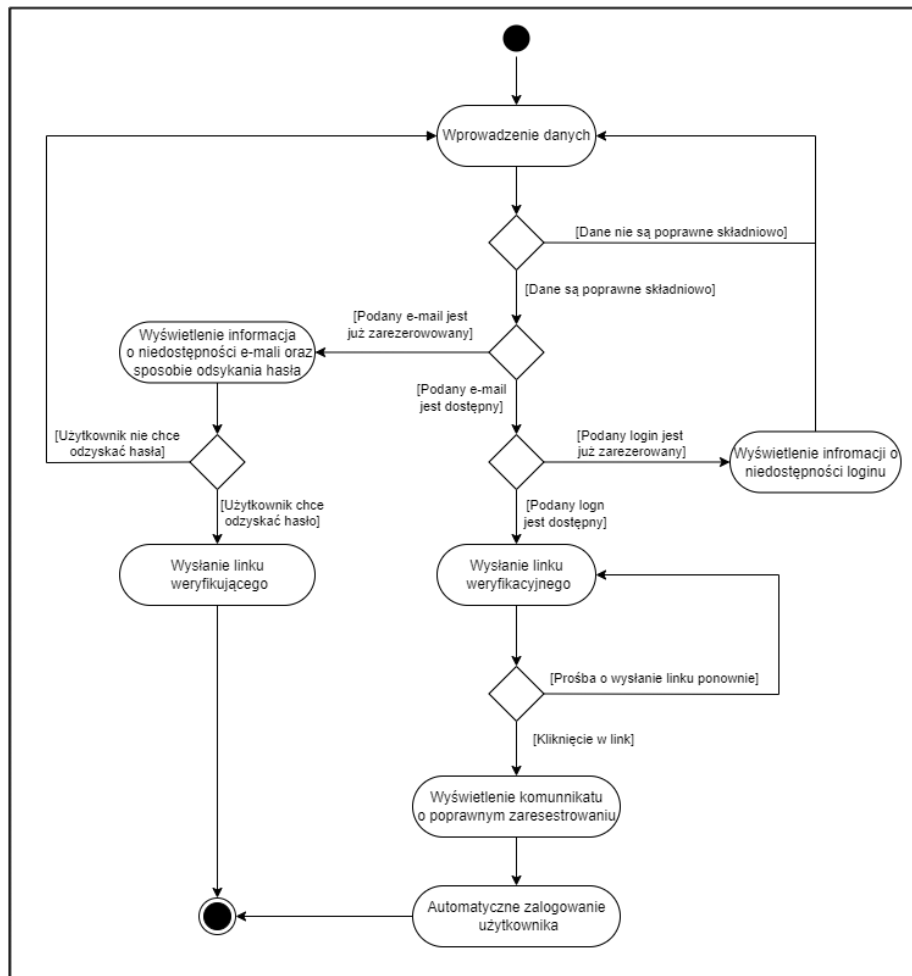 Wprowadzenie danych
[Dane nie są poprawne składniowo]
[Dane są poprawne składniowo]
[Podany e-mail jest
już zarezerowowany]
Wyświetlenie informacja
o niedostępności e-mali oraz
sposobie odsykania hasła
[Podany e-mail
jest dostępny]
[Użytkownik nie chce
odzyskać hasła]
[Podany login jest
już zarezerowany]
Wyświetlenie infromacji o
niedostępności loginu
[Użytkownik chce
odzyskać hasło]
[Podany logn
jest dostępny]
Wysłanie linku
weryfikującego
Wysłanie linku
weryfikacyjnego
[Prośba o wysłanie linku ponownie]
[Kliknięcie w link]
Wyświetlenie komunnikatu
o poprawnym zaresestrowaniu
Automatyczne zalogowanie
użytkownika